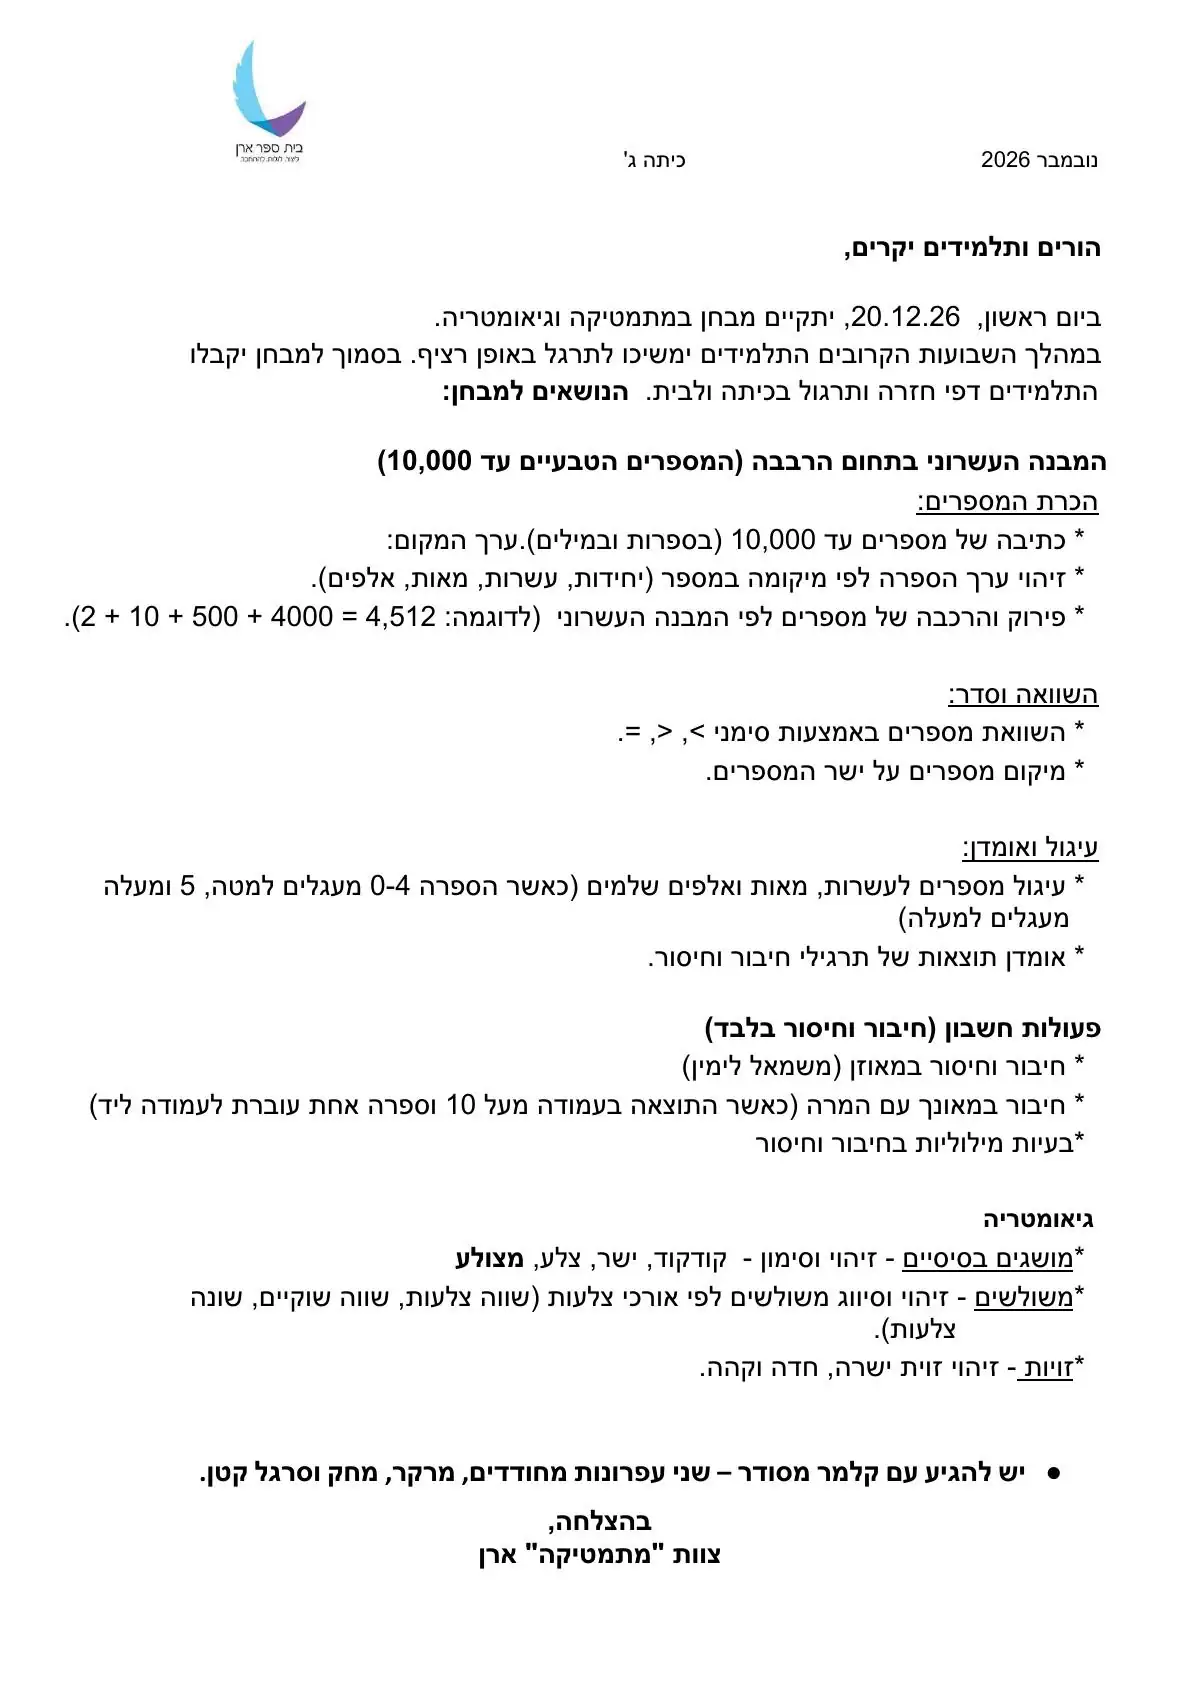 בית ספר ארן
נובמבר 2026 כיתה ג'
הורים ותלמידים יקרים,
ביום ראשון, 20.12.26, יתקיים מבחן במתמטיקה וגיאומטריה.
במהלך השבועות הקרובים התלמידים ימשיכו לתרגל באופן רציף. בסמוך למבחן יקבלו
התלמידים דפי חזרה ותרגול בכיתה ולבית. הנושאים למבחן:
המבנה העשרוני בתחום הרבבה (המספרים הטבעיים עד 10,000)
הכרת המספרים:
* כתיבה של מספרים עד 10,000 (בספרות ובמילים).ערך המקום:
* זיהוי ערך הספרה לפי מיקומה במספר (יחידות, עשרות, מאות, אלפים).
* פירוק והרכבה של מספרים לפי המבנה העשרוני (לדוגמה: 4,512 = 4000 + 500 + 10 + 2).
השוואה וסדר:
* השוואת מספרים באמצעות סימני >, <, =.
* מיקום מספרים על ישר המספרים.
עיגול ואומדן:
* עיגול מספרים לעשרות, מאות ואלפים שלמים (כאשר הספרה 0-4 מעגלים למטה, 5 ומעלה
מעגלים למעלה)
* אומדן תוצאות של תרגילי חיבור וחיסור.
פעולות חשבון (חיבור וחיסור בלבד)
* חיבור וחיסור במאוזן (משמאל לימין)
* חיבור במאונך עם המרה (כאשר התוצאה בעמודה מעל 10 וספרה אחת עוברת לעמודה ליד)
*בעיות מילוליות בחיבור וחיסור
גיאומטריה
*מושגים בסיסיים - זיהוי וסימון - קודקוד, ישר, צלע, מצולע
*משולשים - זיהוי וסיווג משולשים לפי אורכי צלעות (שווה צלעות, שווה שוקיים, שונה
צלעות).
*זויות - זיהוי זוית ישרה, חדה וקהה.
● יש להגיע עם קלמר מסודר – שני עפרונות מחודדים, מרקר, מחק וסרגל קטן.
בהצלחה,
צוות "מתמטיקה" ארן